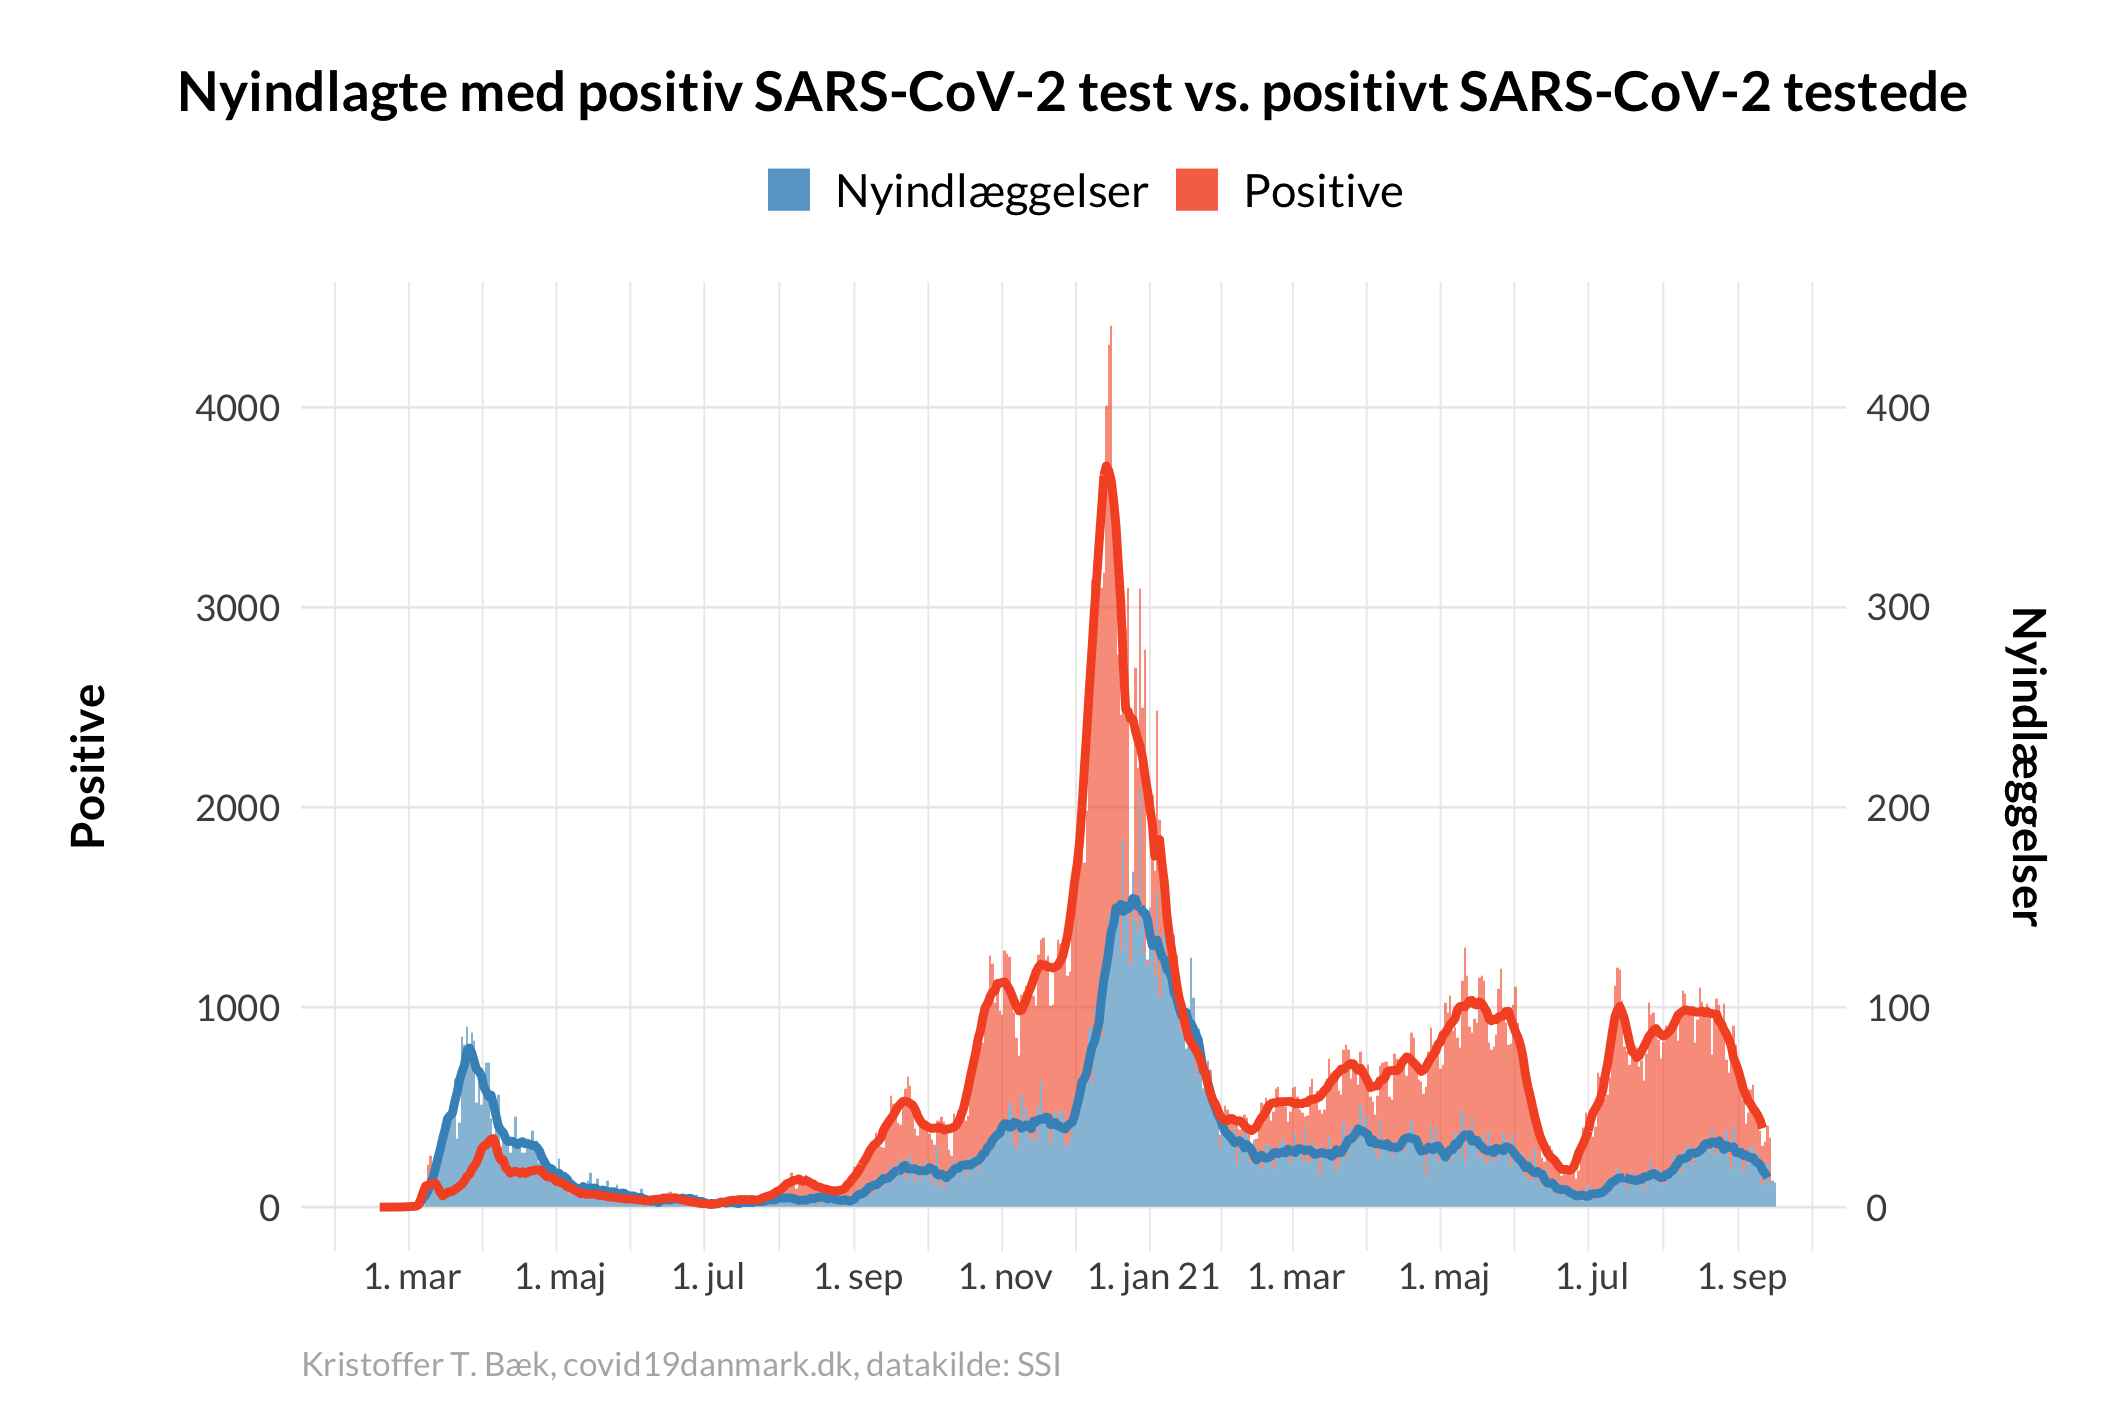 Nyindlagte med positiv SARS-CoV-2 test vs. positivt SARS-CoV-2 testede
Nyindlæggelser Positive
4000 400
3000 300
2000 200
1000 100
0 0
Positive
Nyindlæggelser
1. mar 1. maj 1. jul 1. sep 1. nov 1. jan 21 1. mar 1. maj 1. jul 1. sep
Kristoffer T. Bæk, covid19danmark.dk, datakilde: SSI